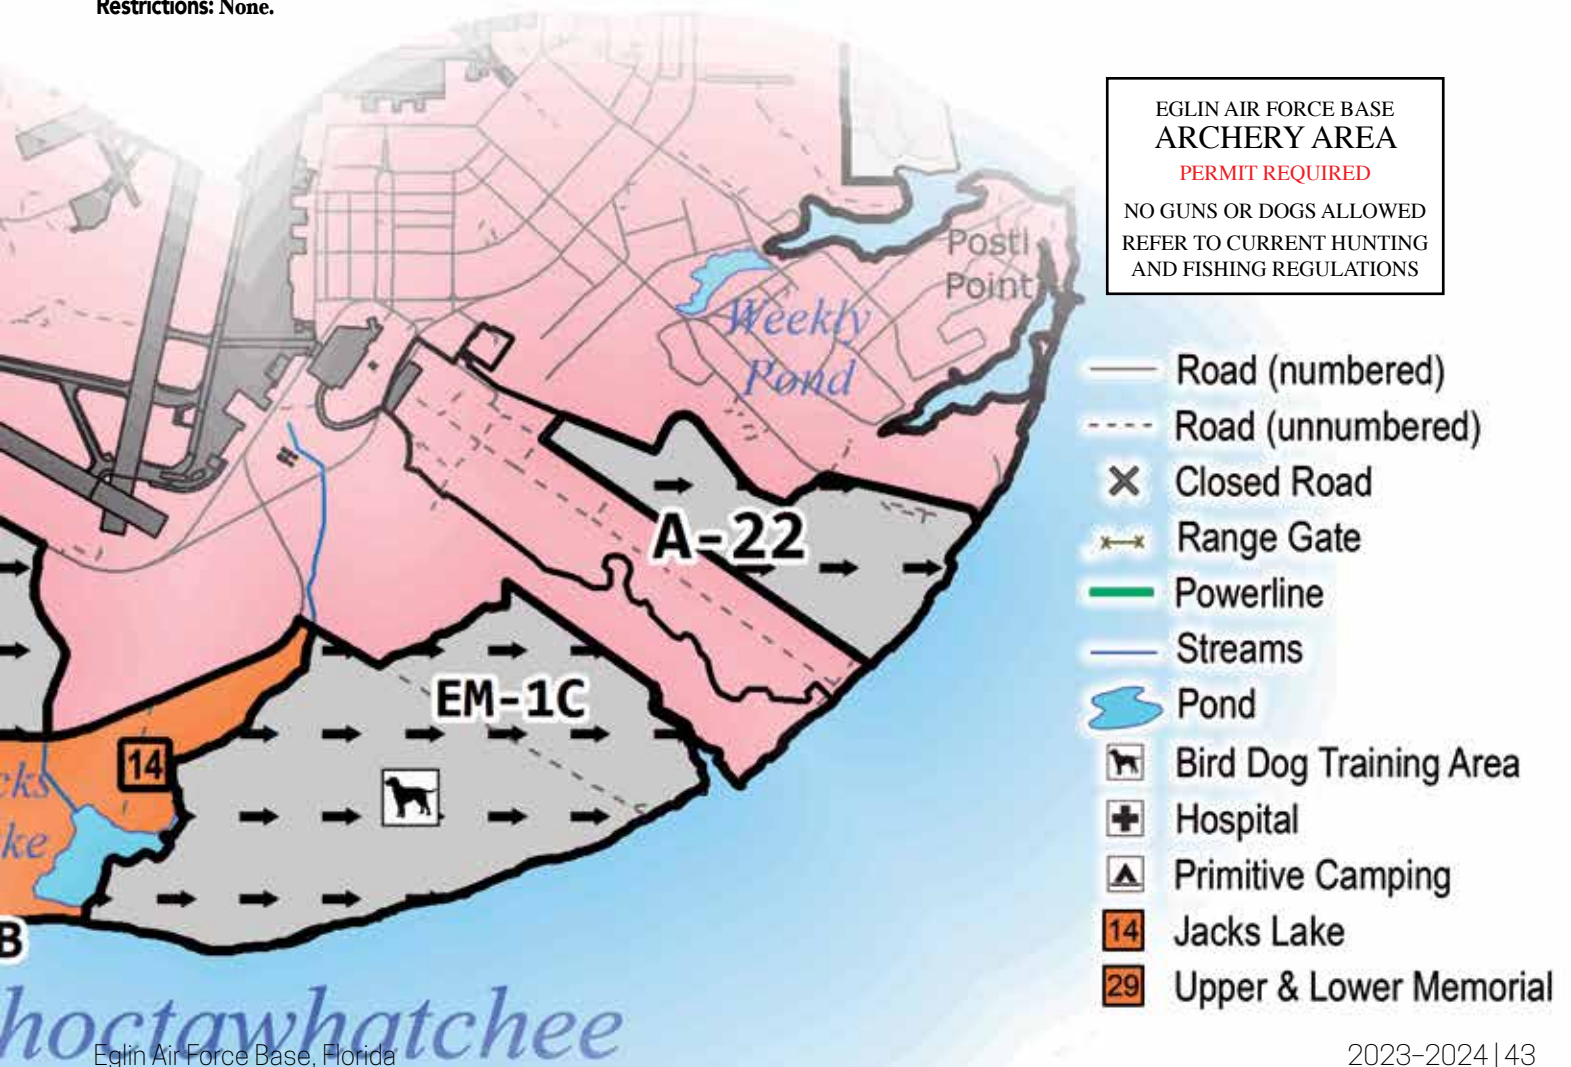 Restrictions: None.
EGLIN AIR FORCE BASE
ARCHERY AREA
PERMIT REQUIRED
NO GUNS OR DOGS ALLOWED
REFER TO CURRENT HUNTING
AND FISHING REGULATIONS
Postl
Point
Weekly
Pond
A-22
EM-1C
14
cks
ke
B
hoctawhatchee
Road (numbered)
Road (unnumbered)
Closed Road
Range Gate
Powerline
Streams
Pond
Bird Dog Training Area
Hospital
Primitive Camping
14 Jacks Lake
29 Upper & Lower Memorial
Eglin Air Force Base, Florida
2023-2024 | 43